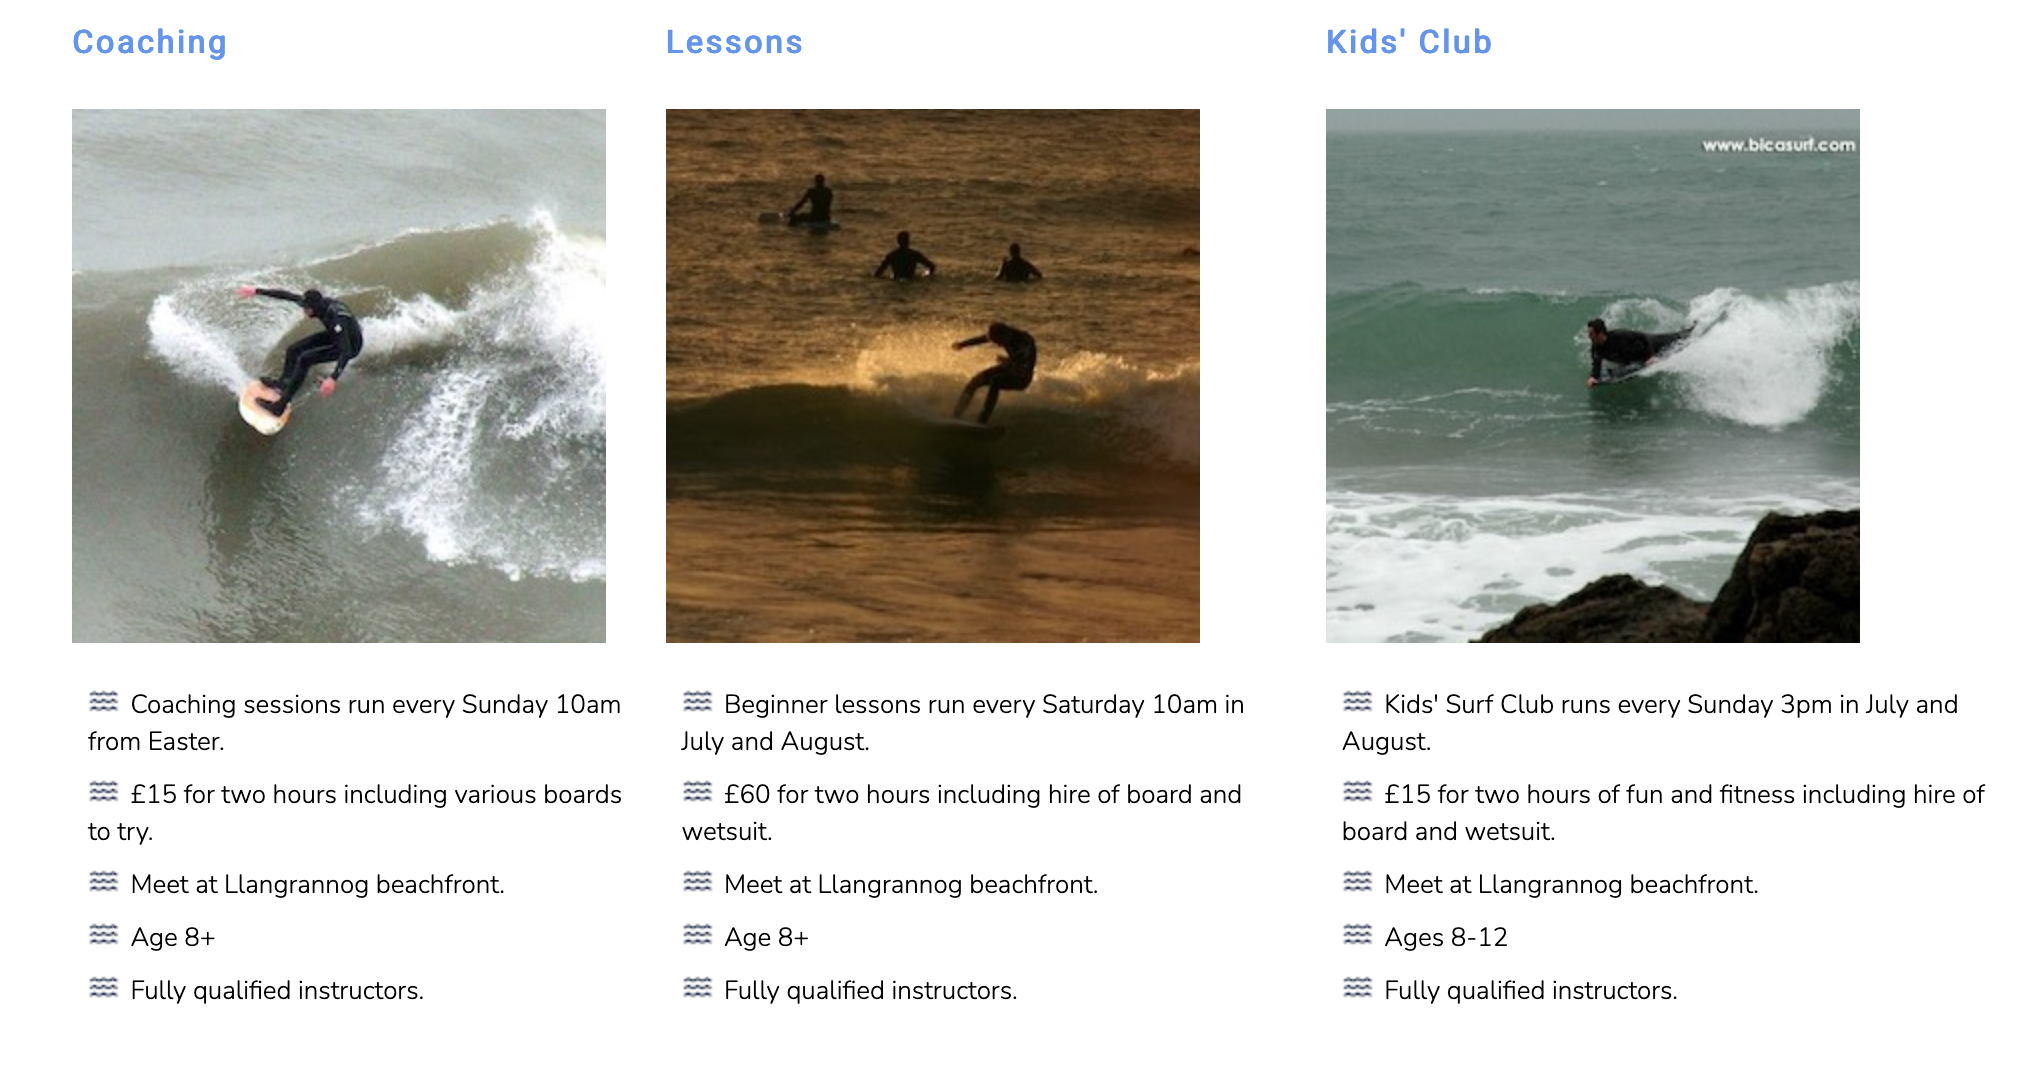 Coaching
Lessons
Kids' Club
www.bicasurf.com
Coaching sessions run every Sunday 10am
from Easter.
£15 for two hours including various boards
to try.
Meet at Llangrannog beachfront.
Age 8+
Fully qualified instructors.
Beginner lessons run every Saturday 10am in
July and August.
£60 for two hours including hire of board and
wetsuit.
Meet at Llangrannog beachfront.
Age 8+
Fully qualified instructors.
Kids' Surf Club runs every Sunday 3pm in July and
August.
£15 for two hours of fun and fitness including hire of
board and wetsuit.
Meet at Llangrannog beachfront.
Ages 8-12
Fully qualified instructors.